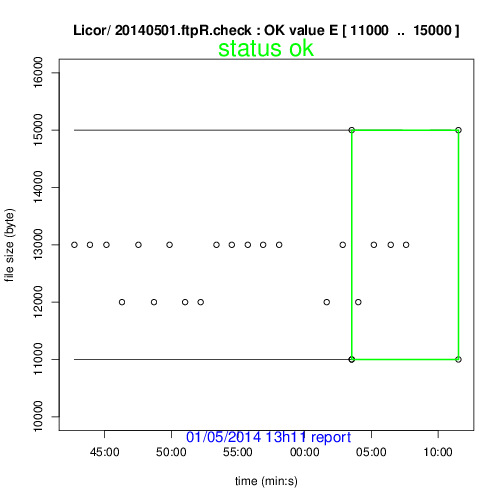 Licor/ 20140501.ftpR.check : OK value E [ 11000 .. 15000 ]
status ok
file size (byte)
16000
15000
14000
13000
12000
11000
10000
01/05/2014 13h11 report
45:00 50:00 55:00 00:00 05:00 10:00
time (min:s)